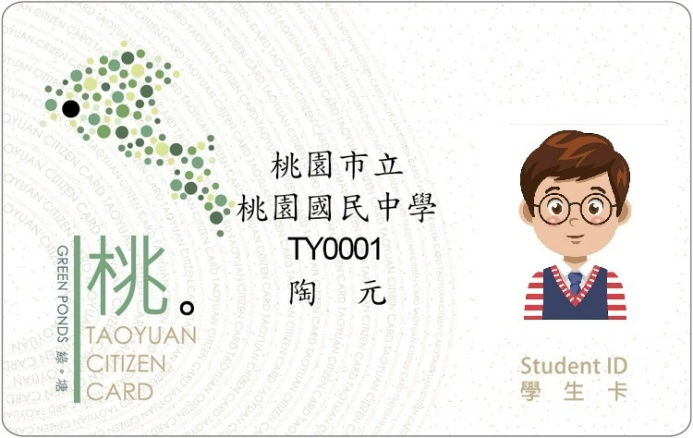 桃園市立
桃園國民中學
TY0001
陶 元
GREEN PONDS 綠。塘
桃。
TAOYUAN
CITIZEN
CARD
Student ID
學 生 卡